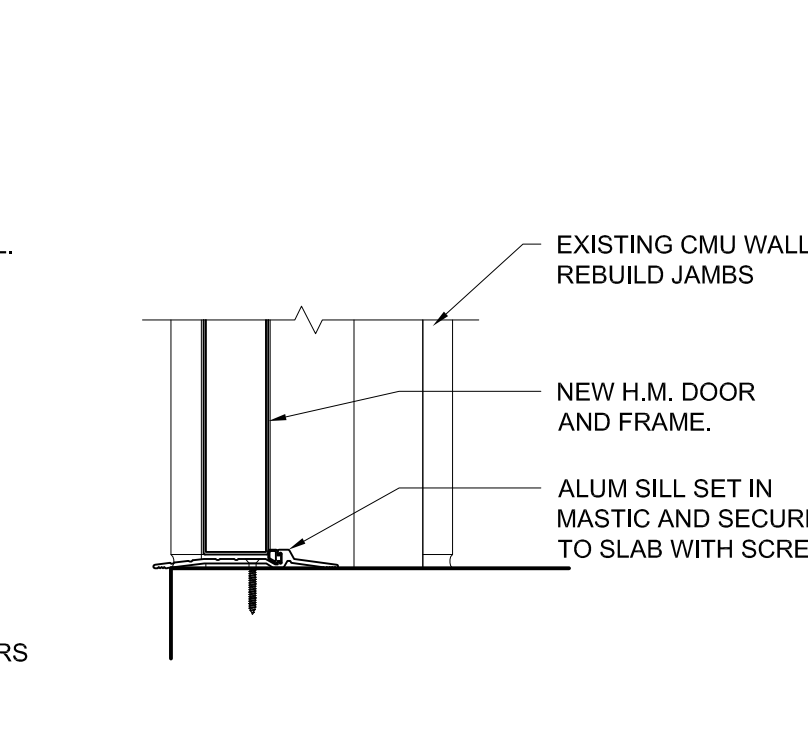 L.
EXISTING CMU WALL
REBUILD JAMBS
NEW H.M. DOOR
AND FRAME.
ALUM SILL SET IN
MASTIC AND SECUR
TO SLAB WITH SCRE
RS